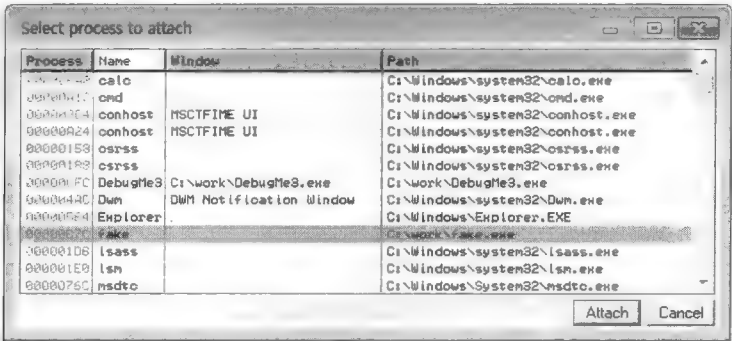 Select process to attach
Process Name Window Path
calc C:\Windows\system32\calc.exe
cmd C:\Windows\system32\cmd.exe
conhost MSCTFIME UI C:\Windows\system32\conhost.exe
00000A24 conhost MSCTFIME UI C:\Windows\system32\conhost.exe
00000158 csrss C:\Windows\system32\csrss.exe
csrss C:\Windows\system32\csrss.exe
DebugMe3 C:\work\DebugMe3.exe C:\work\DebugMe3.exe
Dwm DWM Notification Window C:\Windows\system32\Dwm.exe
Explorer . C:\Windows\Explorer.EXE
fake C:\work\fake.exe
000001D8 lsass C:\Windows\system32\lsass.exe
000001E0 lsm C:\Windows\system32\lsm.exe
0000076C msdtc C:\Windows\System32\msdtc.exe
Attach Cancel